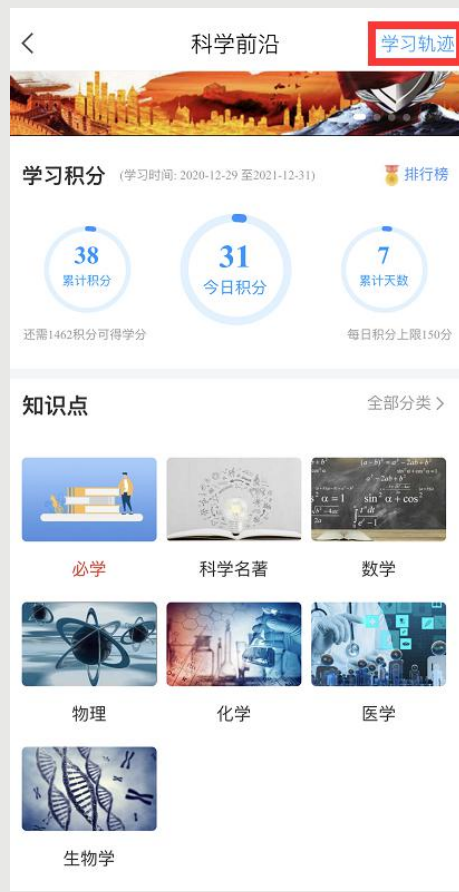 科学前沿 学习轨迹
学习积分 (学习时间: 2020-12-29 至2021-12-31) 排行榜
38 31 7
累计积分 今日积分 累计天数
还需1462积分可得学分 每日积分上限150分
知识点 全部分类
必学 科学名著 数学
物理 化学 医学
生物学